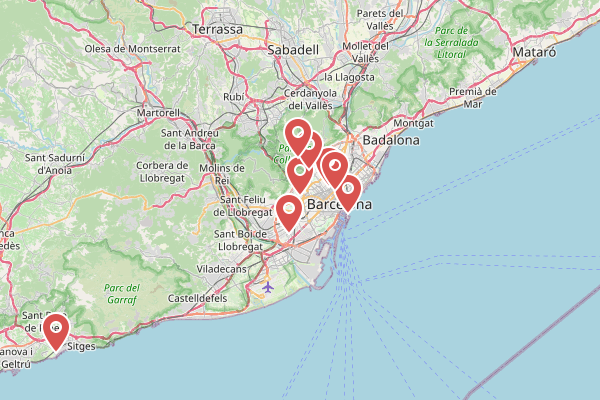 Parets del
Vallès
Terrassa
Parc de
la Serralada
Litoral
Olesa de Montserrat
Sabadell
Mollet del
Vallès
Mataró
la Llagosta
Rubí
Cerdanyola
del Vallès
Premià de
Mar
Martorell
Montgat
Sant Andreu
de la Barca
Badalona
Sant Sadurní
d'Anoia
Corbera de
Llobregat
Molins de
Rei
Sant Feliu
de Llobregat
Barcelona
Sant Boi de
Llobregat
Viladecans
Parc del
Garraf
Castelldefels
Sitges
Geltrú